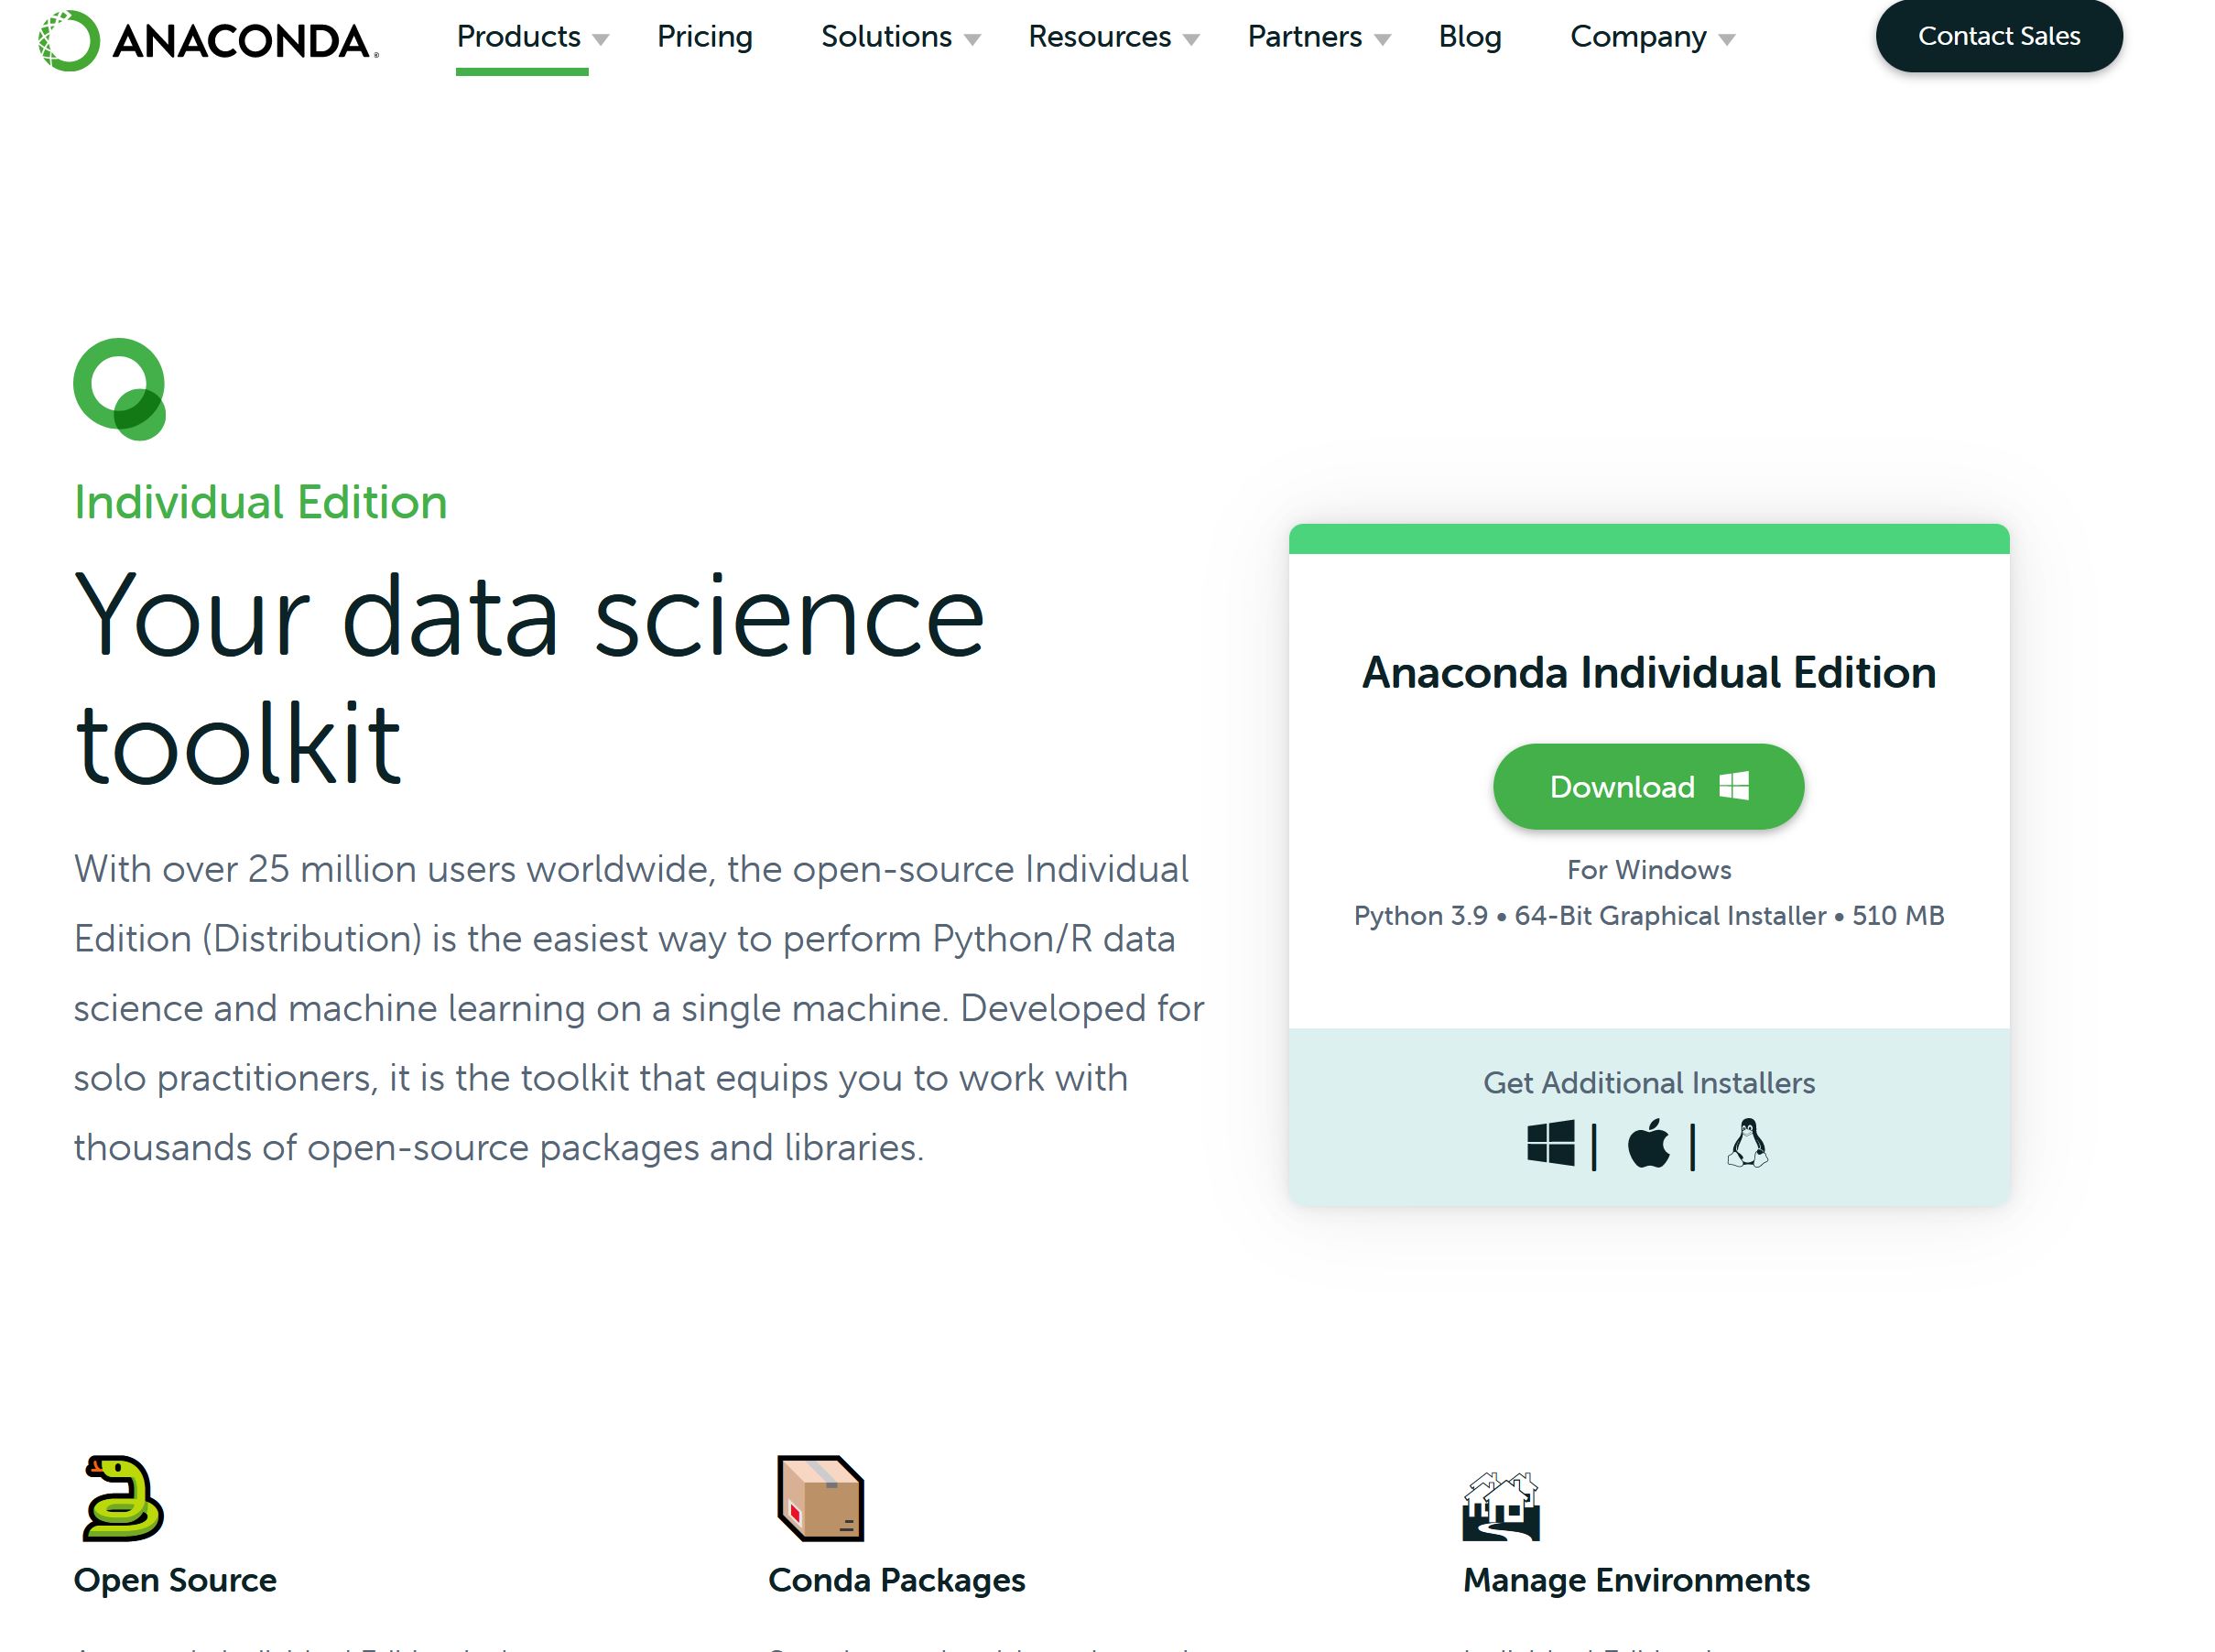 ANACONDA.
Products Pricing Solutions Resources Partners Blog Company Contact Sales
Individual Edition
Your data science
toolkit
With over 25 million users worldwide, the open-source Individual
Edition (Distribution) is the easiest way to perform Python/R data
science and machine learning on a single machine. Developed for
solo practitioners, it is the toolkit that equips you to work with
thousands of open-source packages and libraries.
Anaconda Individual Edition
Download
For Windows
Python 3.9 • 64-Bit Graphical Installer • 510 MB
Get Additional Installers
| |
Open Source
Conda Packages
Manage Environments